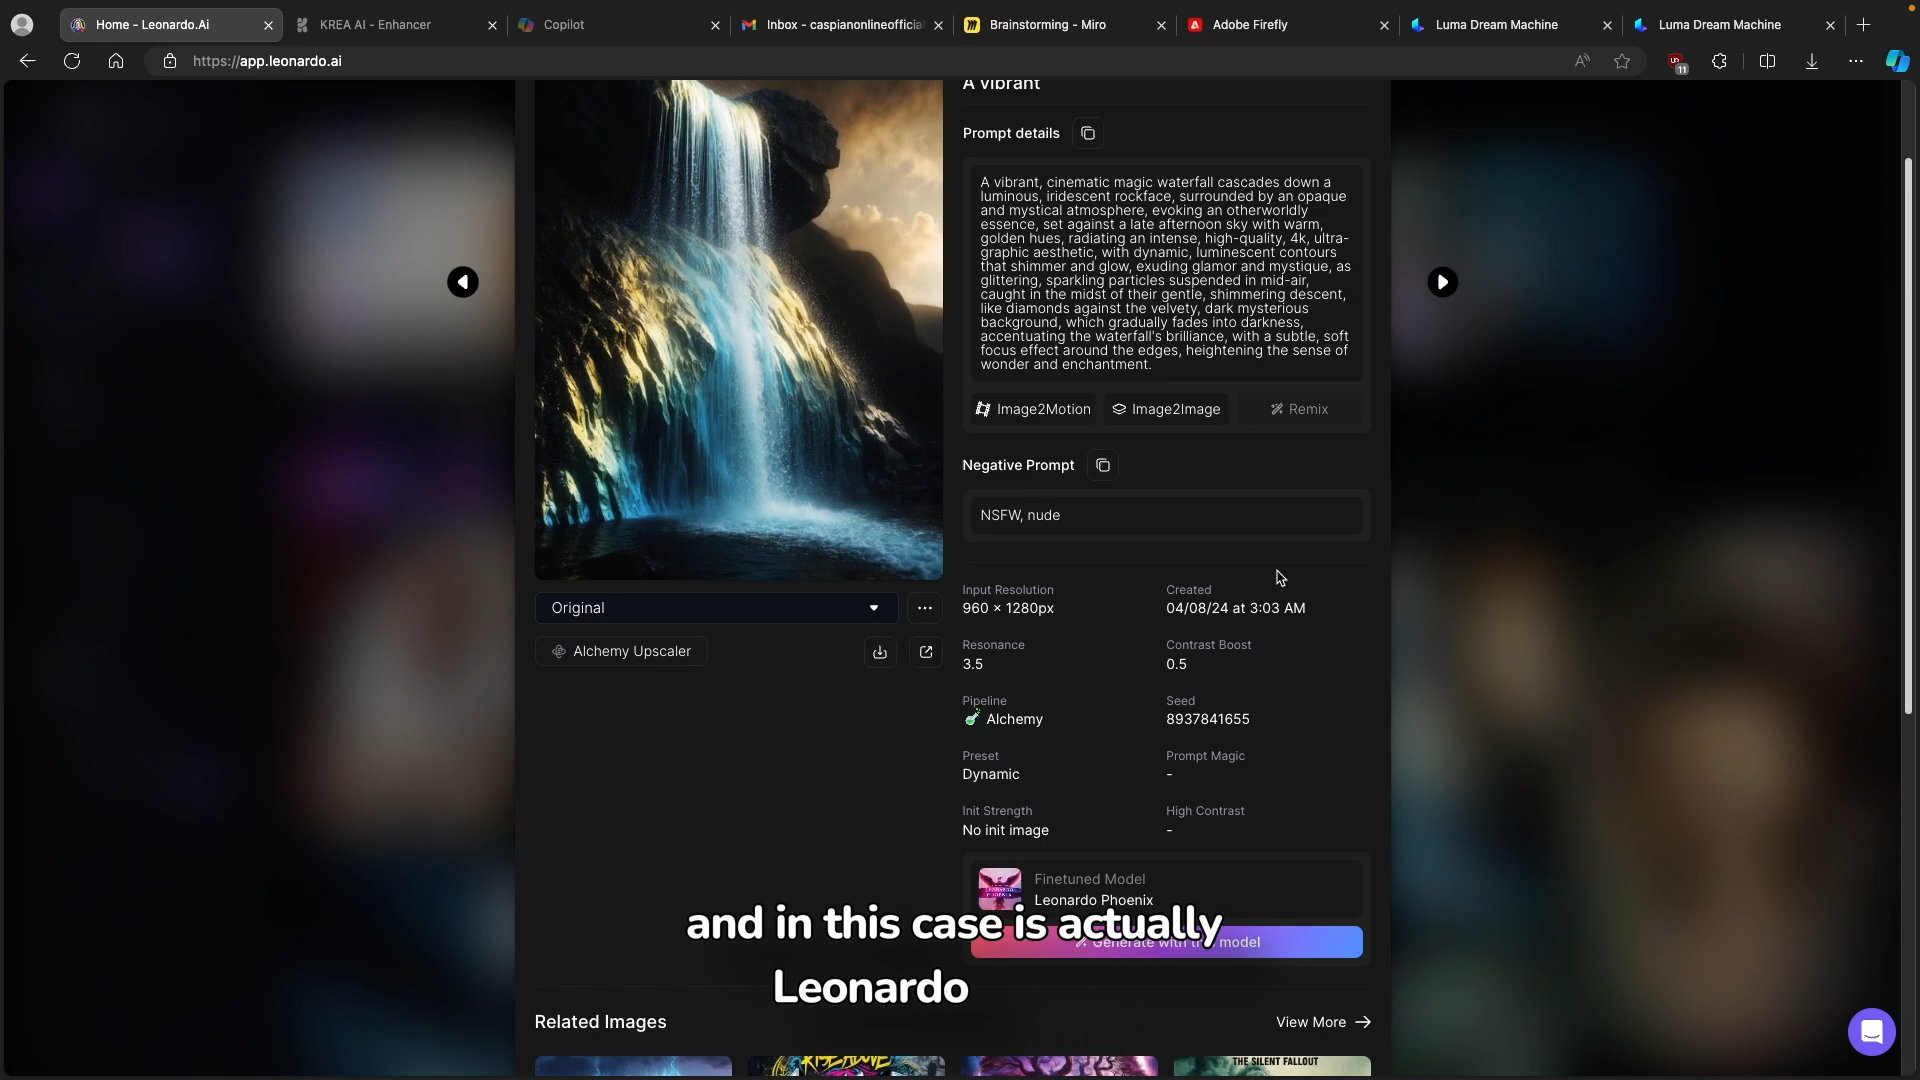 Home - Leonardo.Ai
KREA AI - Enhancer
Copilot
Inbox - caspianonlineofficial
Brainstorming - Miro
Adobe Firefly
Luma Dream Machine
Luma Dream Machine
https://app.leonardo.ai
11
A vibrant
Prompt details
A vibrant, cinematic magic waterfall cascades down a
luminous, iridescent rockface, surrounded by an opaque
and mystical atmosphere, evoking an otherworldly
essence, set against a late afternoon sky with warm,
golden hues, radiating an intense, high-quality, 4k, ultra-
graphic aesthetic, with dynamic, luminescent contours
that shimmer and glow, exuding glamor and mystique, as
glittering, sparkling particles suspended in mid-air,
caught in the midst of their gentle, shimmering descent,
like diamonds against the velvety, dark mysterious
background, which gradually fades into darkness,
accentuating the waterfall's brilliance, with a subtle, soft
focus effect around the edges, heightening the sense of
wonder and enchantment.
Image2Motion
Image2Image
Remix
Negative Prompt
NSFW, nude
Original
Alchemy Upscaler
Input Resolution
960 × 1280px
Created
04/08/24 at 3:03 AM
Resonance
3.5
Contrast Boost
0.5
Pipeline
Alchemy
Seed
8937841655
Preset
Dynamic
Prompt Magic
-
Init Strength
No init image
High Contrast
-
Finetuned Model
Leonardo Phoenix
Generate with this model
and in this case is actually
Leonardo
Related Images
View More
RISE ABOVE
THE SILENT FALLOUT